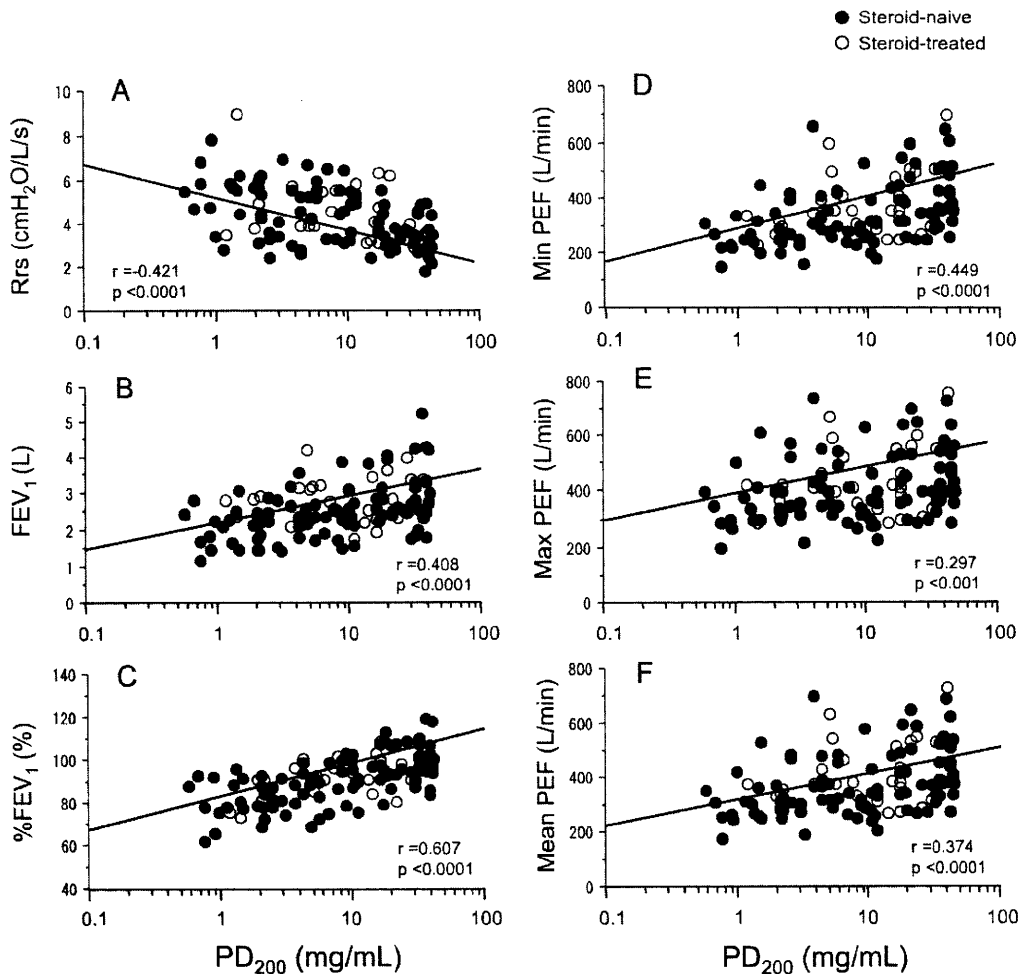 ● Steroid-naive
○ Steroid-treated
A
Rrs (cmH₂O/L/s)
10
8
6
4
2
0
r =-0.421
p <0.0001
0.1 1 10 100
D
Min PEF (L/min)
800
600
400
200
0
r =0.449
p <0.0001
0.1 1 10 100
B
FEV₁ (L)
6
5
4
3
2
1
0
r =0.408
p <0.0001
0.1 1 10 100
E
Max PEF (L/min)
800
600
400
200
0
r =0.297
p <0.001
0.1 1 10 100
C
%FEV₁ (%)
140
120
100
80
60
40
r =0.607
p <0.0001
0.1 1 10 100
PD₂₀₀ (mg/mL)
F
Mean PEF (L/min)
800
600
400
200
0
r =0.374
p <0.0001
0.1 1 10 100
PD₂₀₀ (mg/mL)